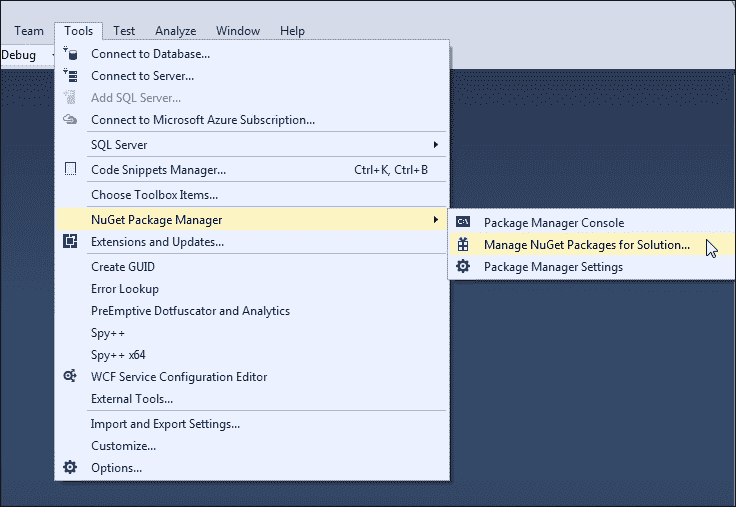 Team Tools Test Analyze Window Help
Debug
Connect to Database...
Connect to Server...
Add SQL Server...
Connect to Microsoft Azure Subscription...
SQL Server
Code Snippets Manager... Ctrl+K, Ctrl+B
Choose Toolbox Items...
NuGet Package Manager
Extensions and Updates...
Create GUID
Error Lookup
PreEmptive Dotfuscator and Analytics
Spy++
Spy++ x64
WCF Service Configuration Editor
External Tools...
Import and Export Settings...
Customize...
Options...
C:\
Package Manager Console
Manage NuGet Packages for Solution...
Package Manager Settings